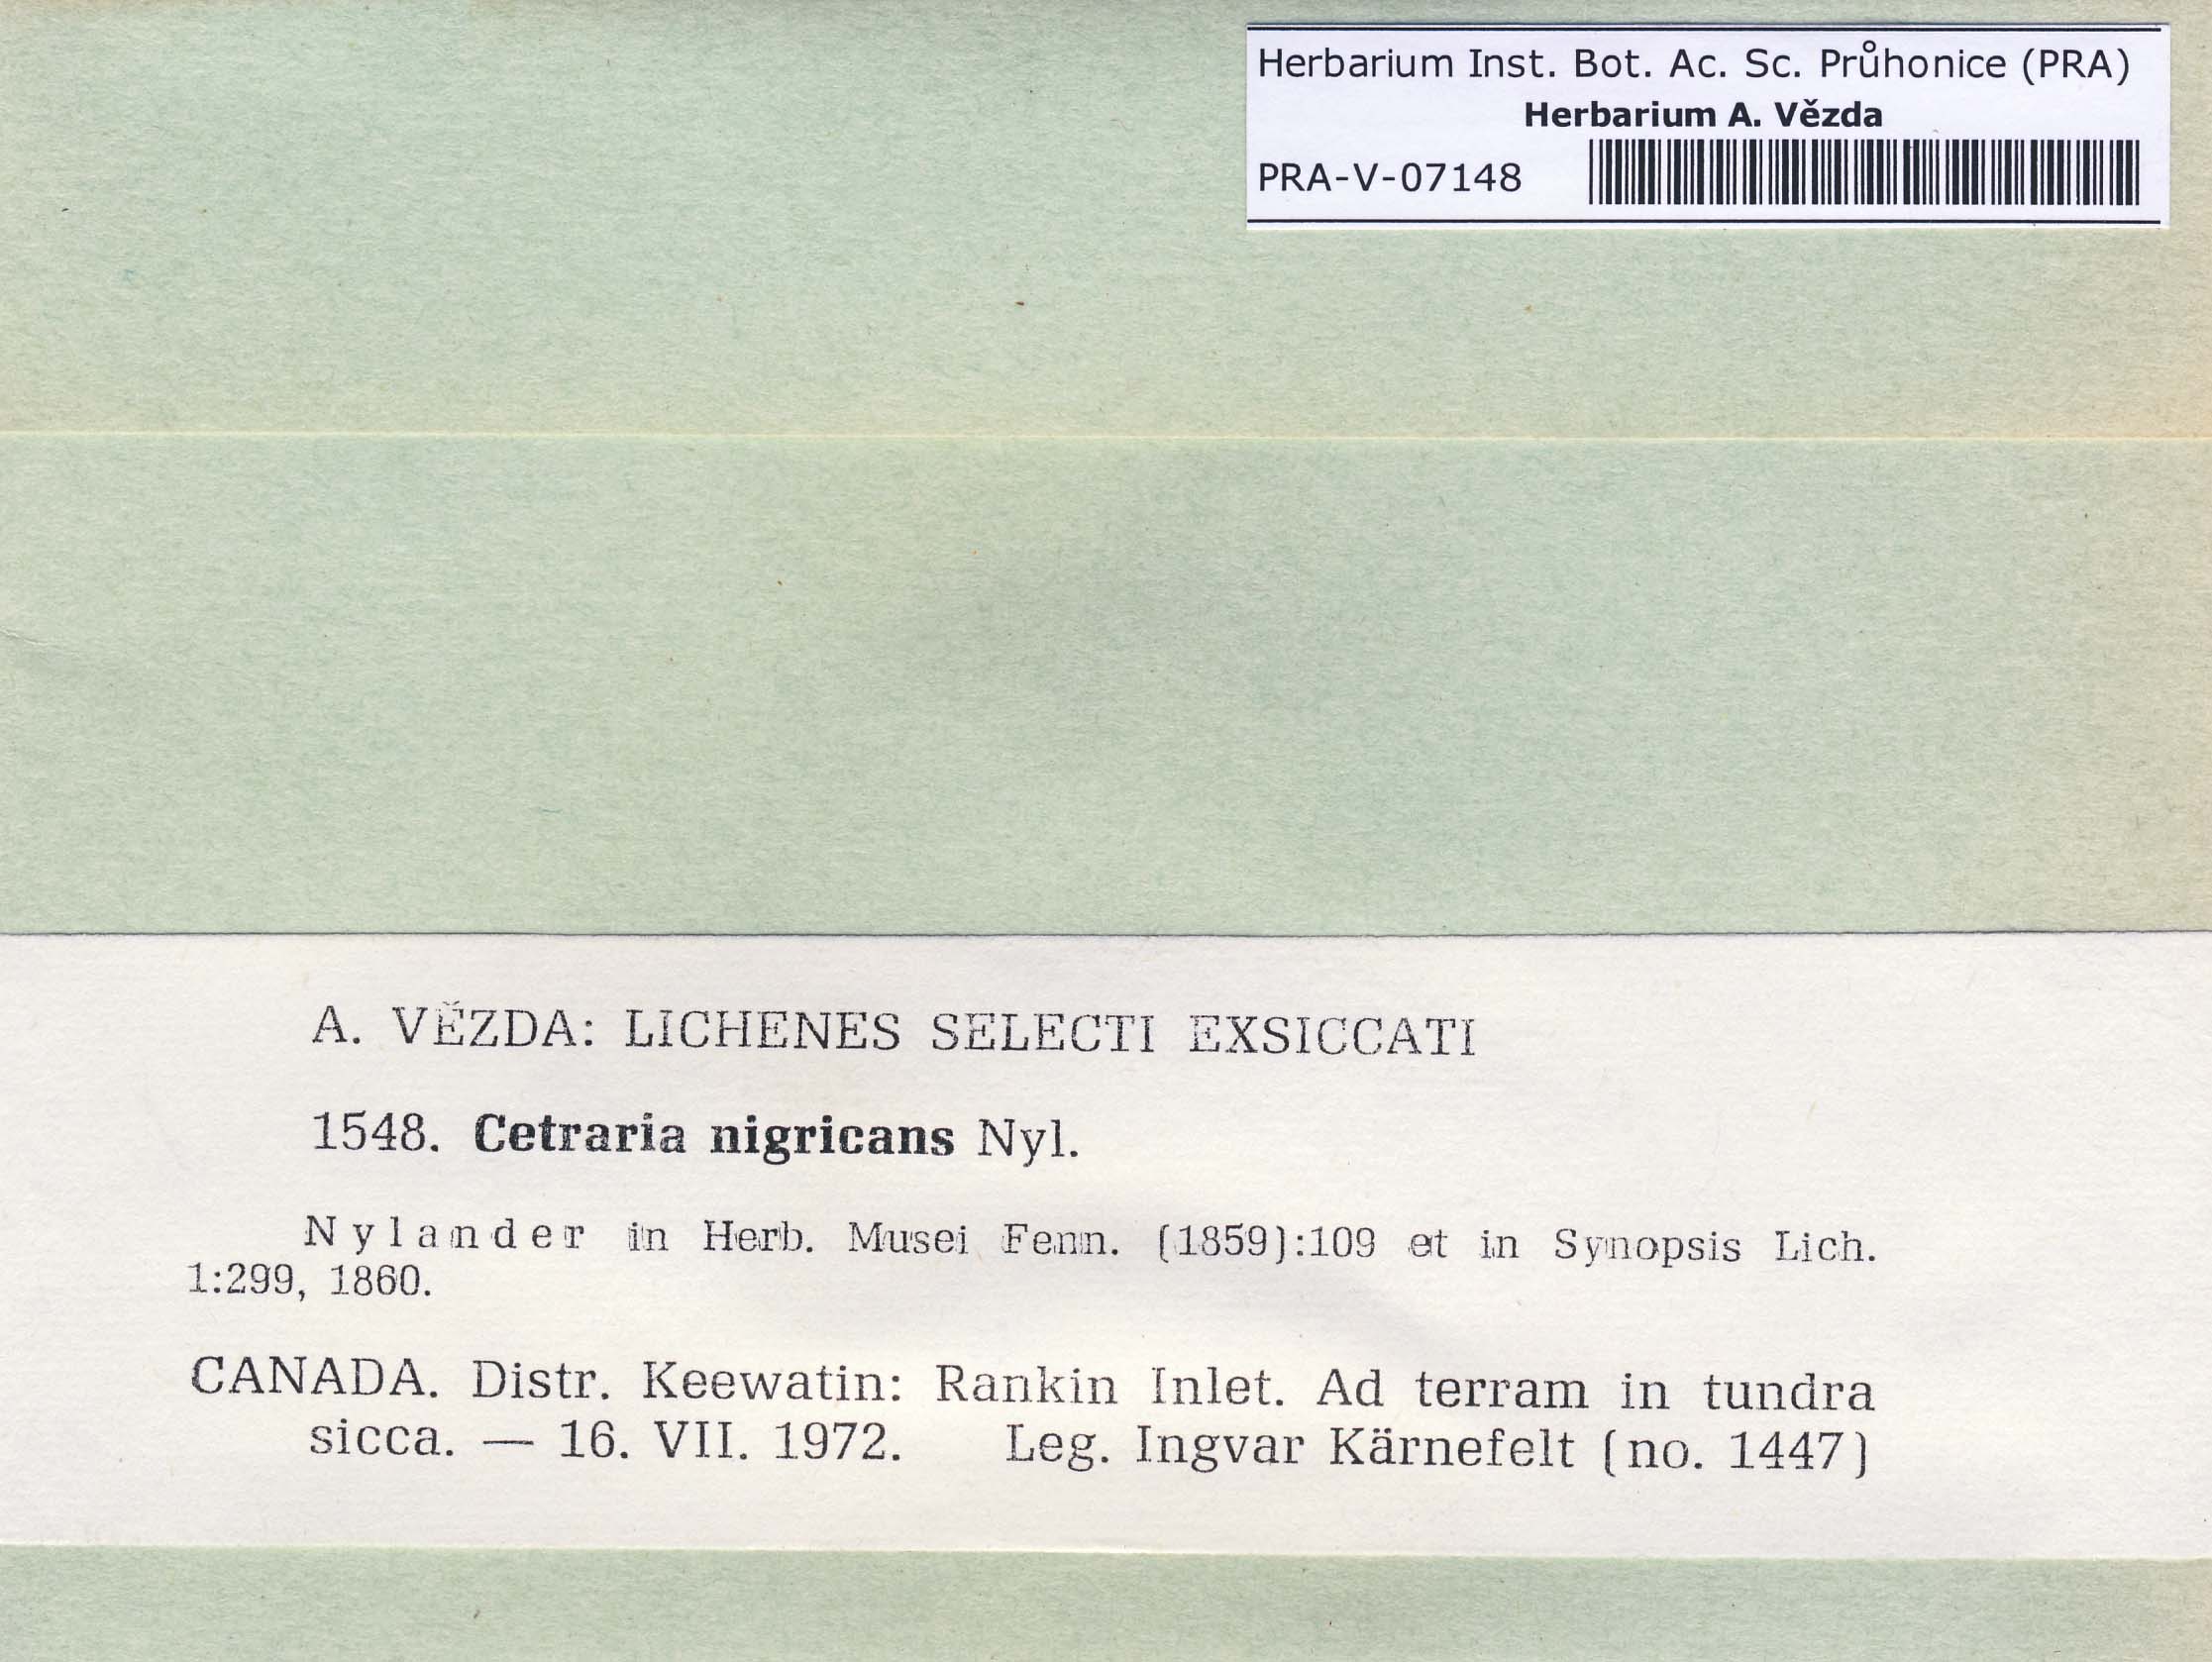 Herbarium Inst. Bot. Ac. Sc. Průhonice (PRA)
Herbarium A. Vězda
PRA-V-07148
A. VĚZDA: LICHENES SELECTI EXSICCATI
1548. Cetraria nigricans Nyl.
Nylander in Herb. Musei Fenn. (1859):109 et in Synopsis Lich.
1:299, 1860.
CANADA. Distr. Keewatin: Rankin Inlet. Ad terram in tundra
sicca. — 16. VII. 1972. Leg. Ingvar Kärnefelt (no. 1447)